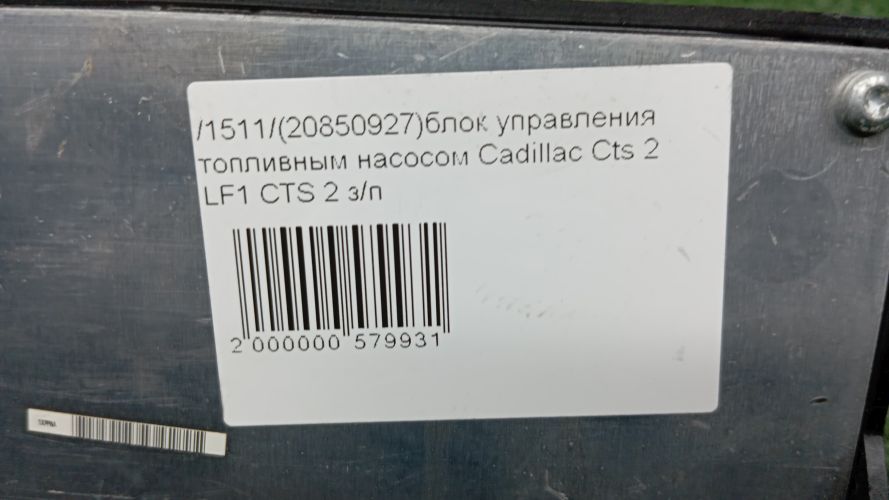 /1511/(20850927)блок управления
топливным насосом Cadillac Cts 2
LF1 CTS 2 з/п
2 000000 579931